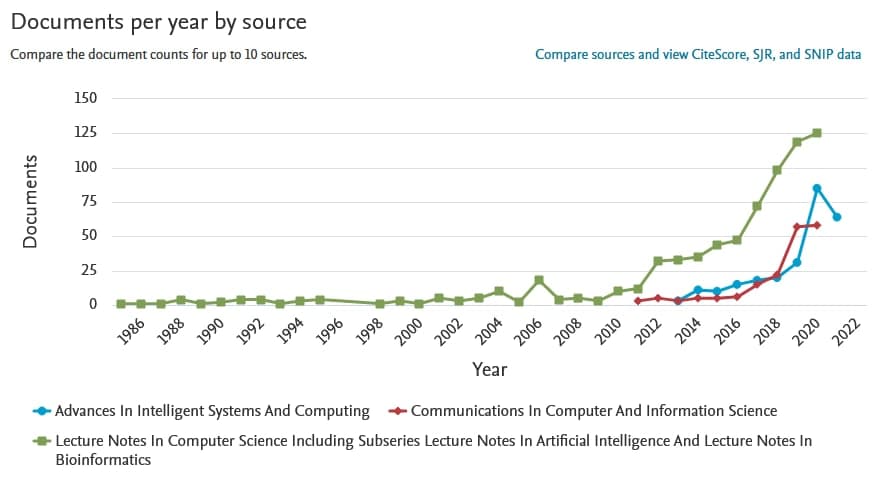 Documents per year by source
Compare the document counts for up to 10 sources.
Compare sources and view CiteScore, SJR, and SNIP data
150
125
100
75
50
25
0
Documents
1986
1988
1990
1992
1994
1996
1998
2000
2002
2004
2006
2008
2010
2012
2014
2016
2018
2020
2022
Year
Advances In Intelligent Systems And Computing
Communications In Computer And Information Science
Lecture Notes In Computer Science Including Subseries Lecture Notes In Artificial Intelligence And Lecture Notes In
Bioinformatics